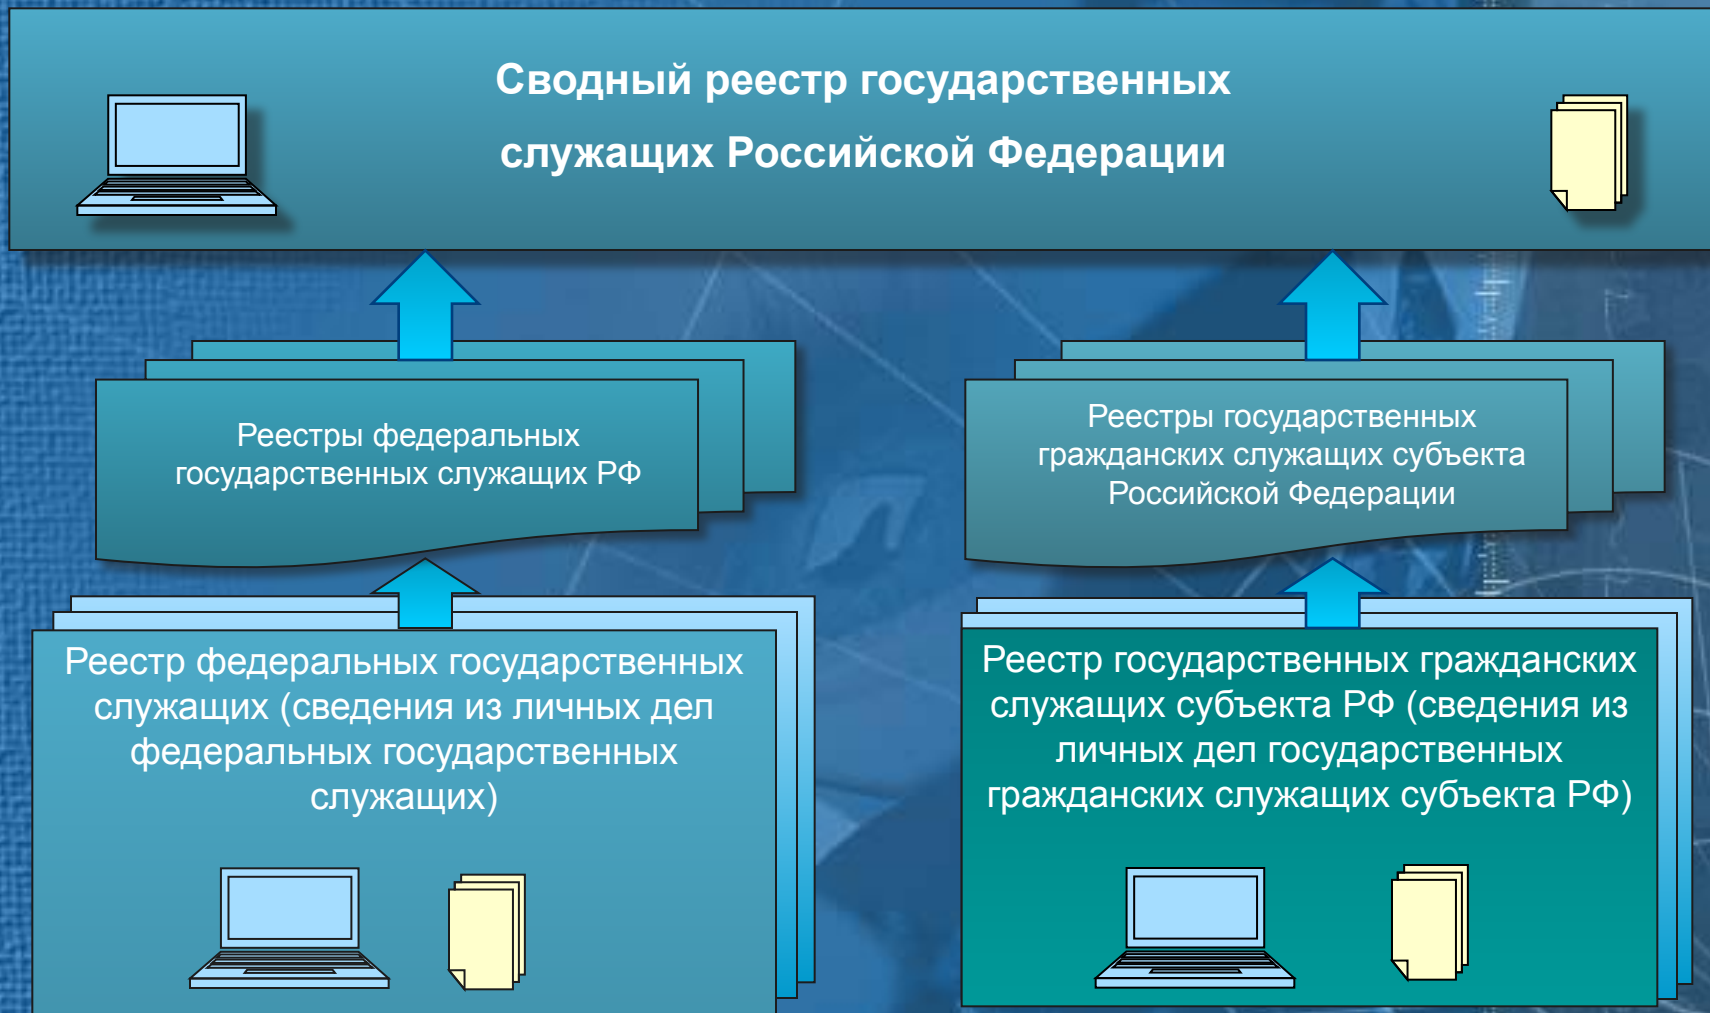 Сводный реестр государственных
служащих Российской Федерации
Реестры федеральных
государственных служащих РФ
Реестры государственных
гражданских служащих субъекта
Российской Федерации
Реестр федеральных государственных
служащих (сведения из личных дел
федеральных государственных
служащих)
Реестр государственных гражданских
служащих субъекта РФ (сведения из
личных дел государственных
гражданских служащих субъекта РФ)